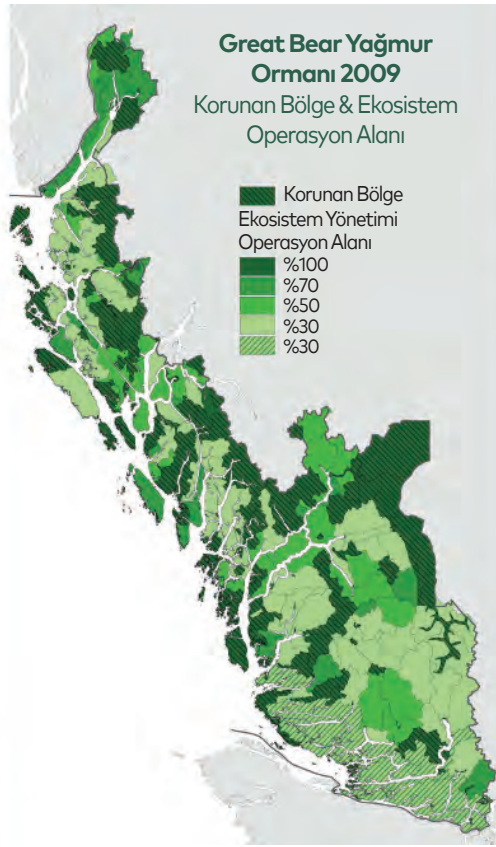 Great Bear Yağmur
Ormanı 2009
Korunan Bölge & Ekosistem
Operasyon Alanı
Korunan Bölge
Ekosistem Yönetimi
Operasyon Alanı
%100
%70
%50
%30
%30